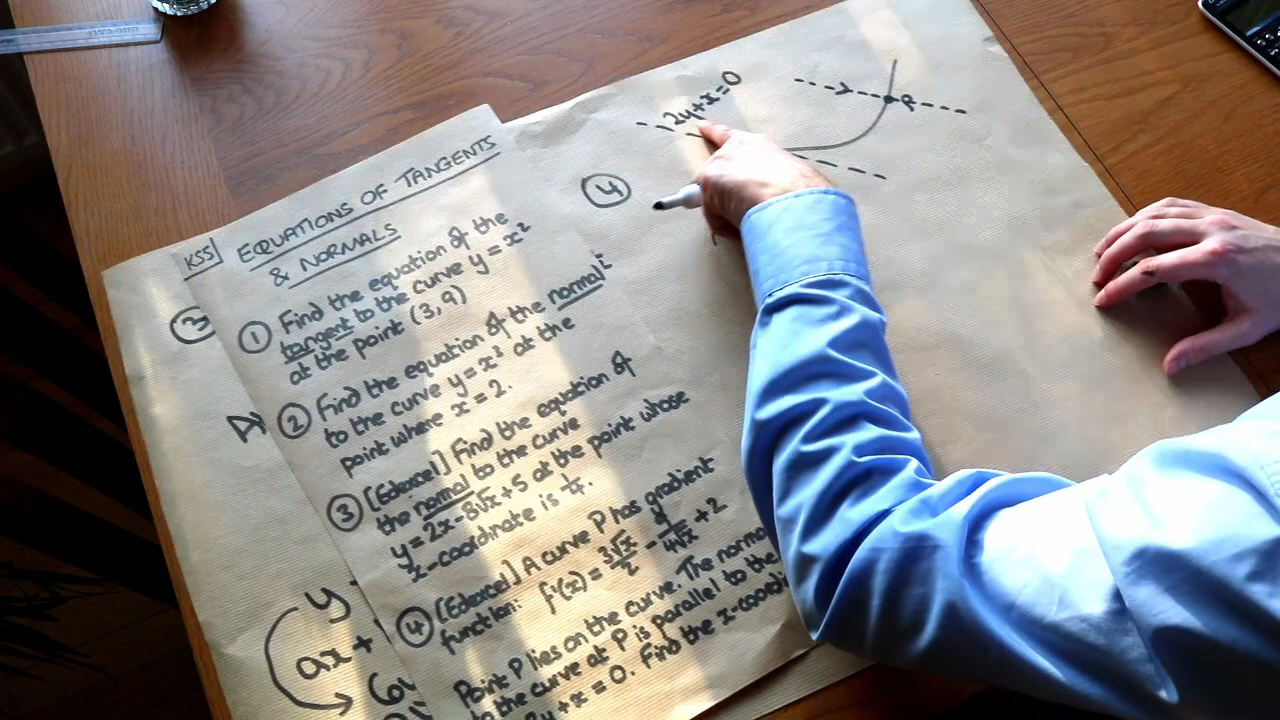 KSS
EQUATIONS OF TANGENTS
& NORMALS
① Find the equation of the
tangent to the curve y = x²
at the point (3,9)
② Find the equation of the normal
to the curve y = x³ at the
point where x = 2.
③ [Edexcel] Find the equation of
the normal to the curve
y = 2x - 8√x + 5 at the point whose
x-coordinate is 1/4.
④ [Edexcel] A curve P has gradient
function: f'(x) = 3√x/2 - 9/4√x + 2
Point P lies on the curve. The
to the curve at P is parallel to the
2y + x = 0. Find the
③
y
ax +
④
2y+x=0
P